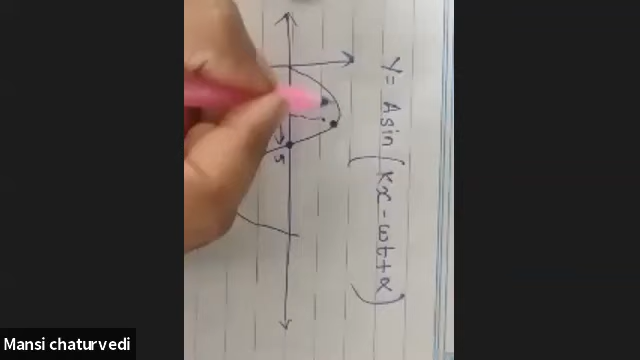 y = A sin (Kx - ωt + α)
5
Mansi chaturvedi